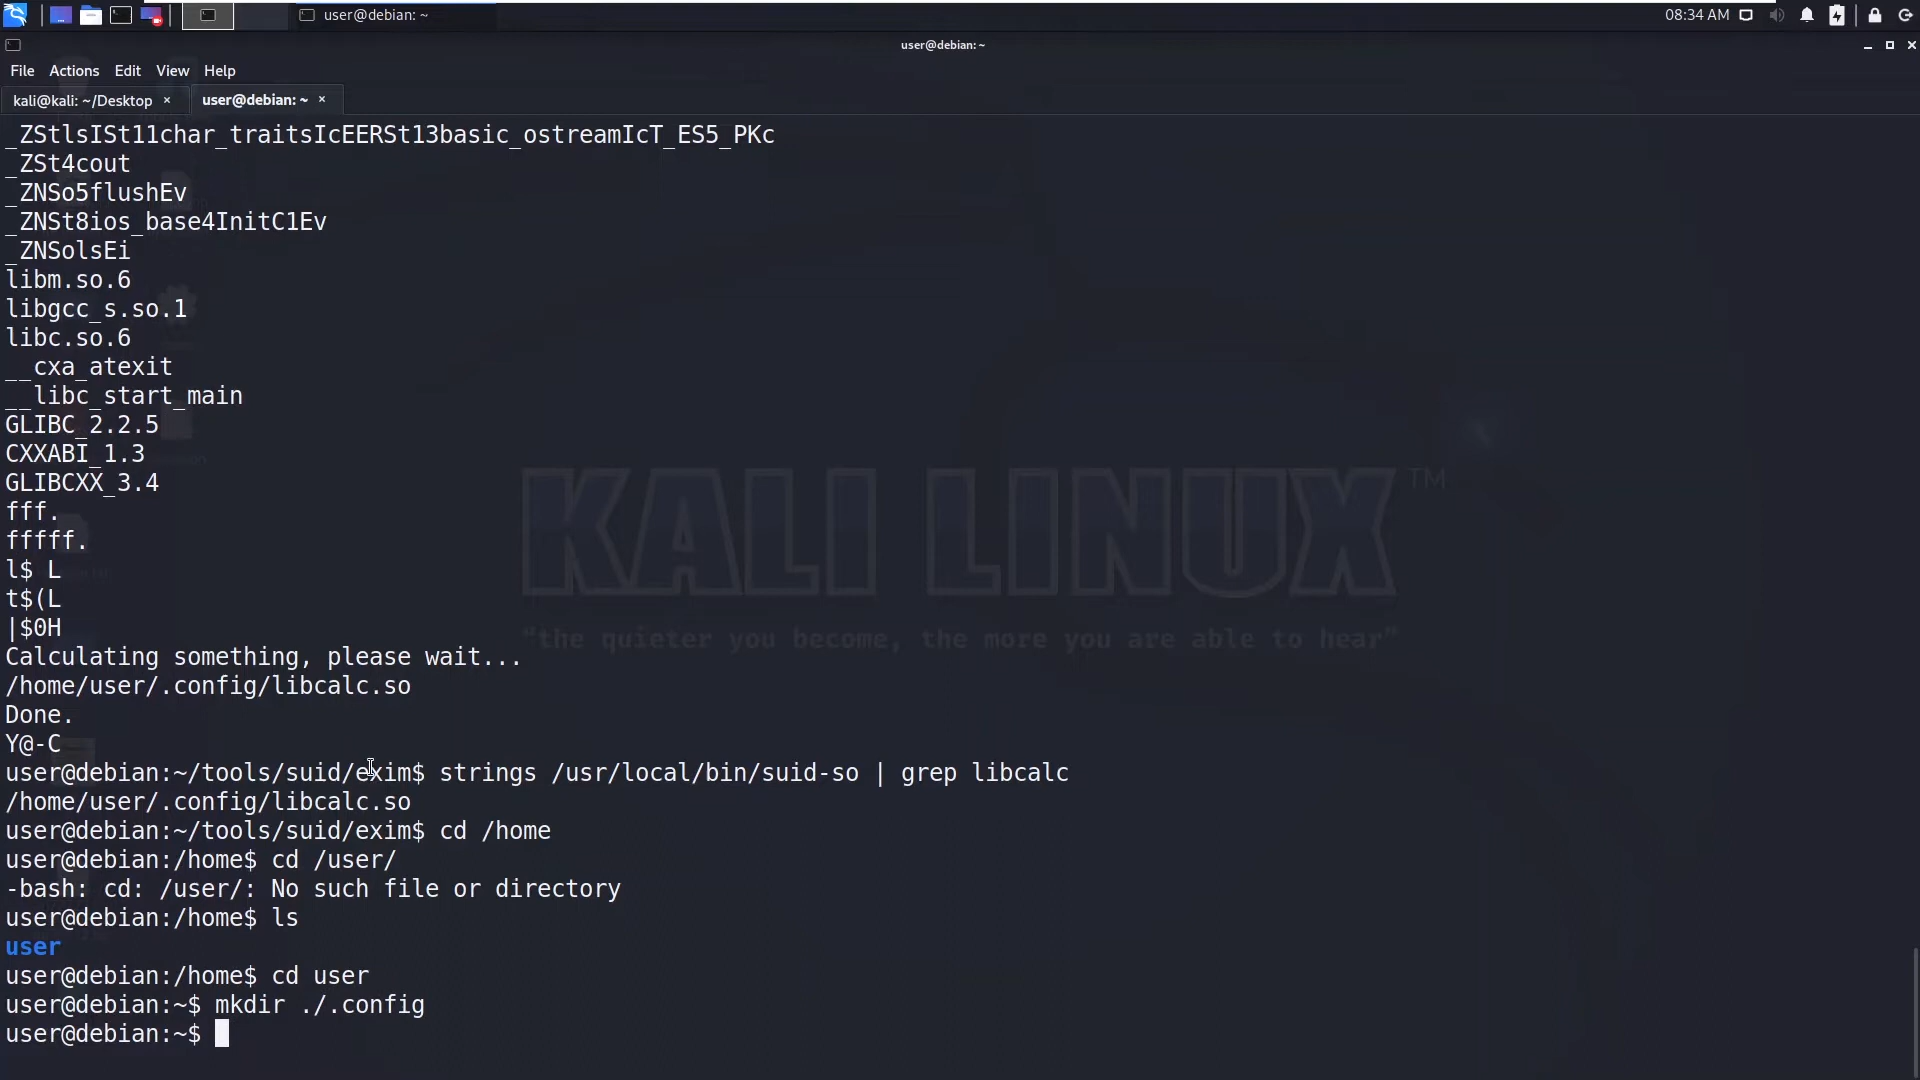 user@debian: ~
08:34 AM
user@debian:~
File Actions Edit View Help
kali@kali: ~/Desktop × user@debian: ~ ×
_ZStlsISt11char_traitsIcEERSt13basic_ostreamIcT_ES5_PKc
_ZSt4cout
_ZNSo5flushEv
_ZNSt8ios_base4InitC1Ev
_ZNSolsEi
libm.so.6
libgcc_s.so.1
libc.so.6
__cxa_atexit
__libc_start_main
GLIBC_2.2.5
CXXABI_1.3
GLIBCXX_3.4
fff.
fffff.
l$ L
t$(L
|$0H
Calculating something, please wait...
/home/user/.config/libcalc.so
Done.
Y@-C
user@debian:~/tools/suid/exim$ strings /usr/local/bin/suid-so | grep libcalc
/home/user/.config/libcalc.so
user@debian:~/tools/suid/exim$ cd /home
user@debian:/home$ cd /user/
-bash: cd: /user/: No such file or directory
user@debian:/home$ ls
user
user@debian:/home$ cd user
user@debian:~$ mkdir ./.config
user@debian:~$
KALI LINUX™
"the quieter you become, the more you are able to hear"